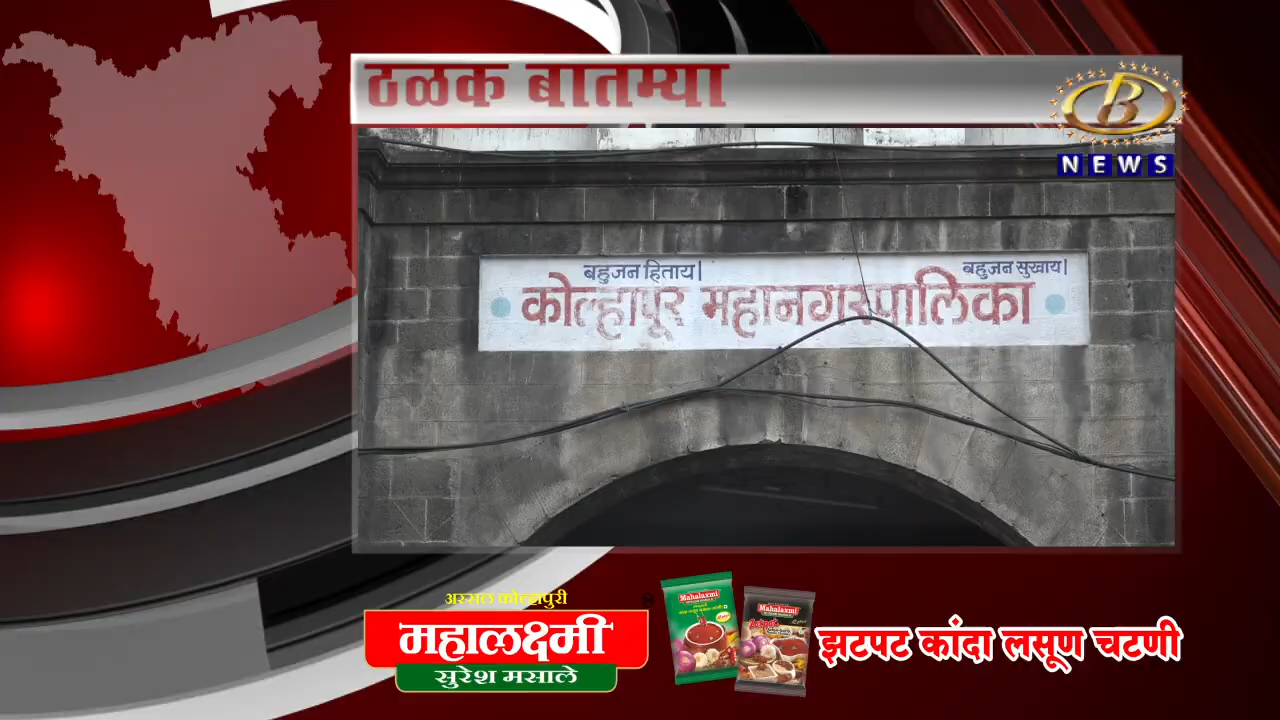 ठळक बातम्या
B
NEWS
बहुजन हिताय|
बहुजन सुखाय|
कोल्हापूर महानगरपालिका
अस्सल कोल्हापुरी
महालक्ष्मी
सुरेश मसाले
Mahalaxmi
Mahalaxmi
झटपट कांदा लसूण चटणी